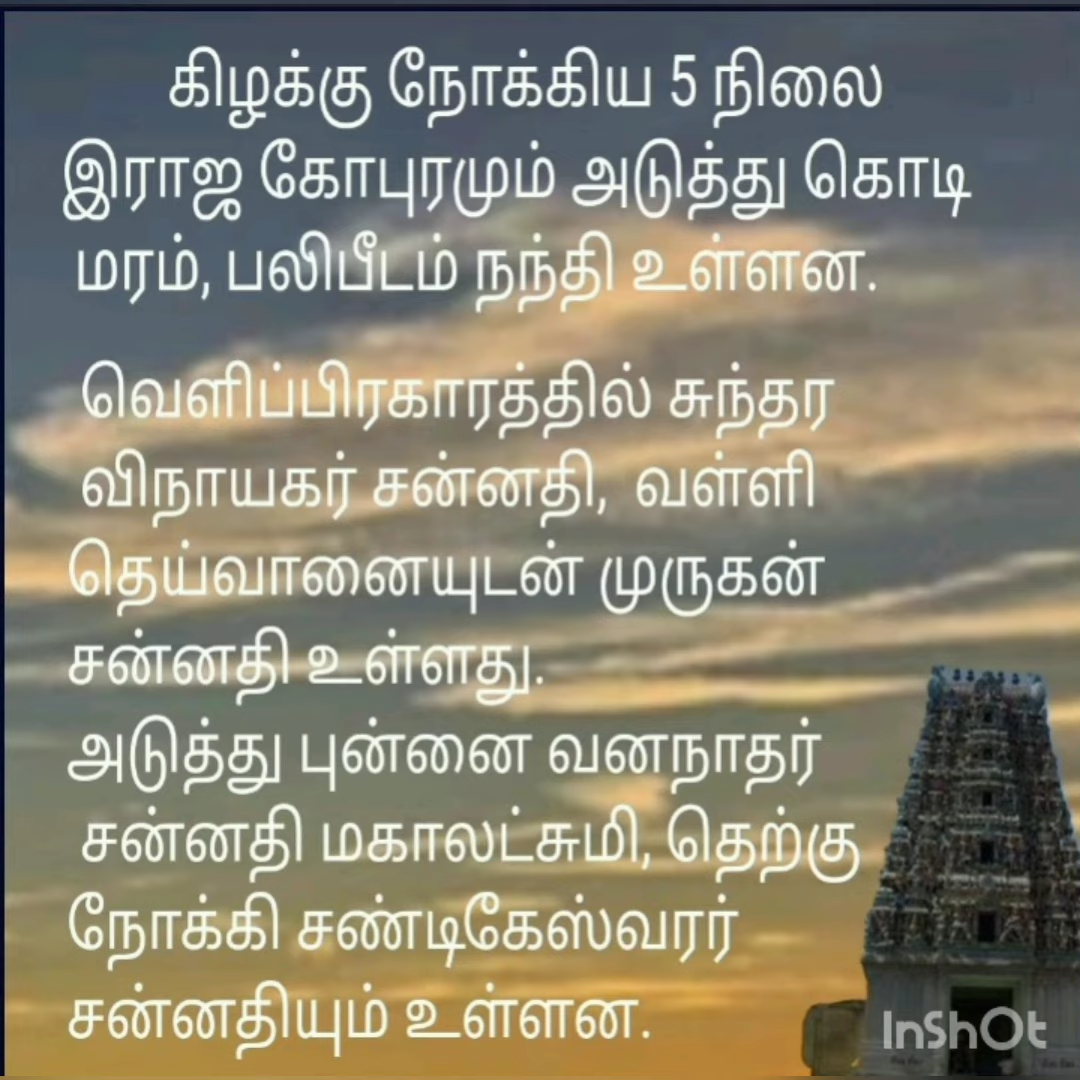 கிழக்கு நோக்கிய 5 நிலை
இராஜ கோபுரமும் அடுத்து கொடி
மரம், பலிபீடம் நந்தி உள்ளன.
வெளிப்பிரகாரத்தில் சுந்தர
விநாயகர் சன்னதி, வள்ளி
தெய்வானையுடன் முருகன்
சன்னதி உள்ளது.
அடுத்து புன்னை வனநாதர்
சன்னதி மகாலட்சுமி, தெற்கு
நோக்கி சண்டிகேஸ்வரர்
சன்னதியும் உள்ளன.
InShOt